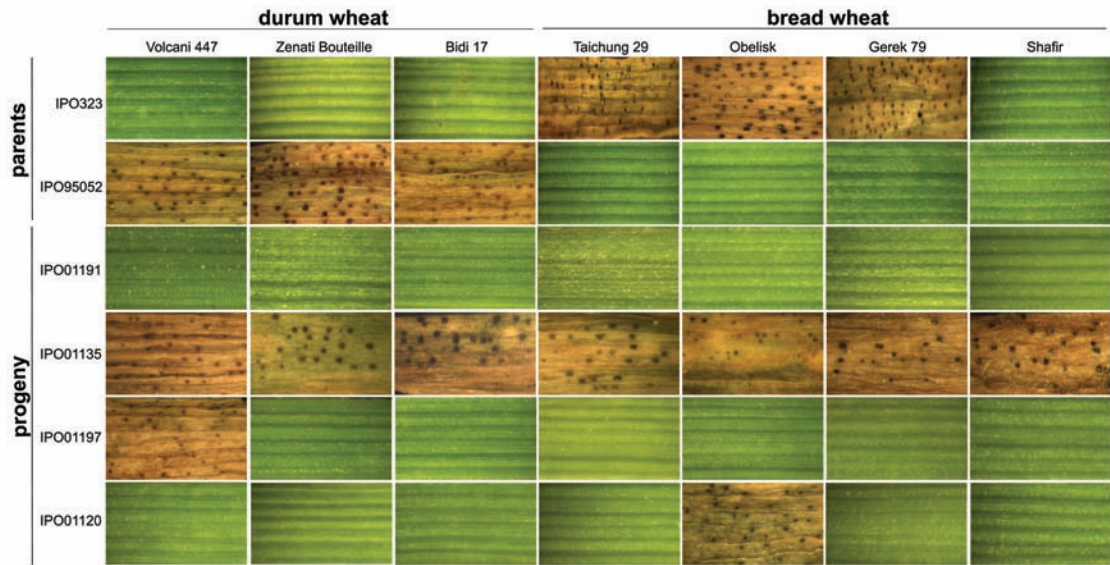 durum wheat bread wheat
Volcani 447 Zenati Bouteille Bidi 17 Taichung 29 Obelisk Gerek 79 Shafir
parents
IPO323
IPO95052
progeny
IPO01191
IPO01135
IPO01197
IPO01120